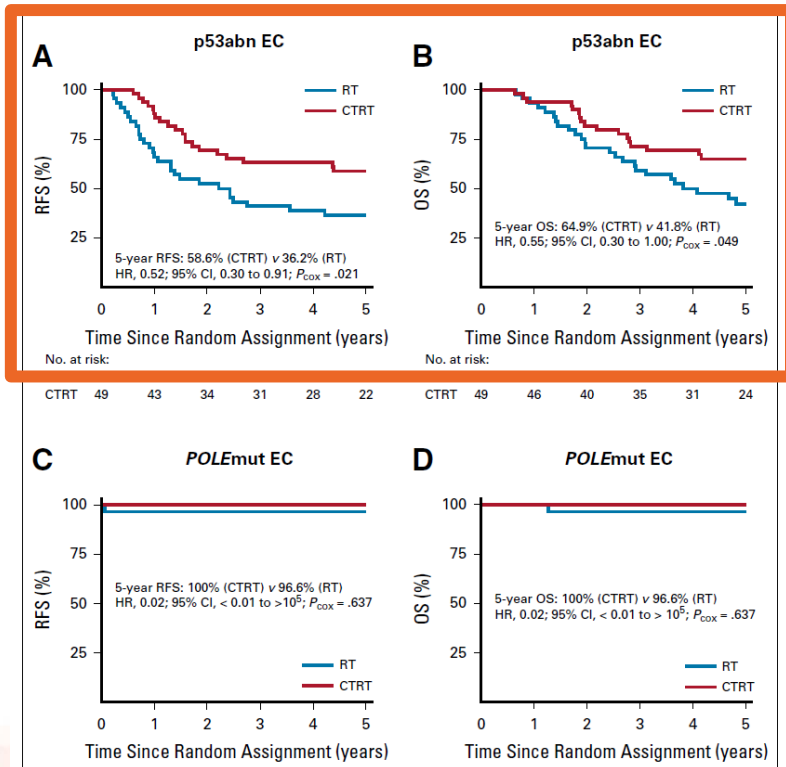 p53abn EC
A
100
75
50
25
RFS (%)
RT
CTRT
5-year RFS: 58.6% (CTRT) v 36.2% (RT)
HR, 0.52; 95% CI, 0.30 to 0.91; Pcox = .021
0 1 2 3 4 5
Time Since Random Assignment (years)
No. at risk:
CTRT 49 43 34 31 28 22
p53abn EC
B
100
75
50
25
OS (%)
RT
CTRT
5-year OS: 64.9% (CTRT) v 41.8% (RT)
HR, 0.55; 95% CI, 0.30 to 1.00; Pcox = .049
0 1 2 3 4 5
Time Since Random Assignment (years)
No. at risk:
CTRT 49 46 40 35 31 24
POLEmut EC
C
100
75
50
25
RFS (%)
5-year RFS: 100% (CTRT) v 96.6% (RT)
HR, 0.02; 95% CI, < 0.01 to >10⁵; Pcox = .637
RT
CTRT
0 1 2 3 4 5
Time Since Random Assignment (years)
POLEmut EC
D
100
75
50
25
OS (%)
5-year OS: 100% (CTRT) v 96.6% (RT)
HR, 0.02; 95% CI, < 0.01 to > 10⁵; Pcox = .637
RT
CTRT
0 1 2 3 4 5
Time Since Random Assignment (years)